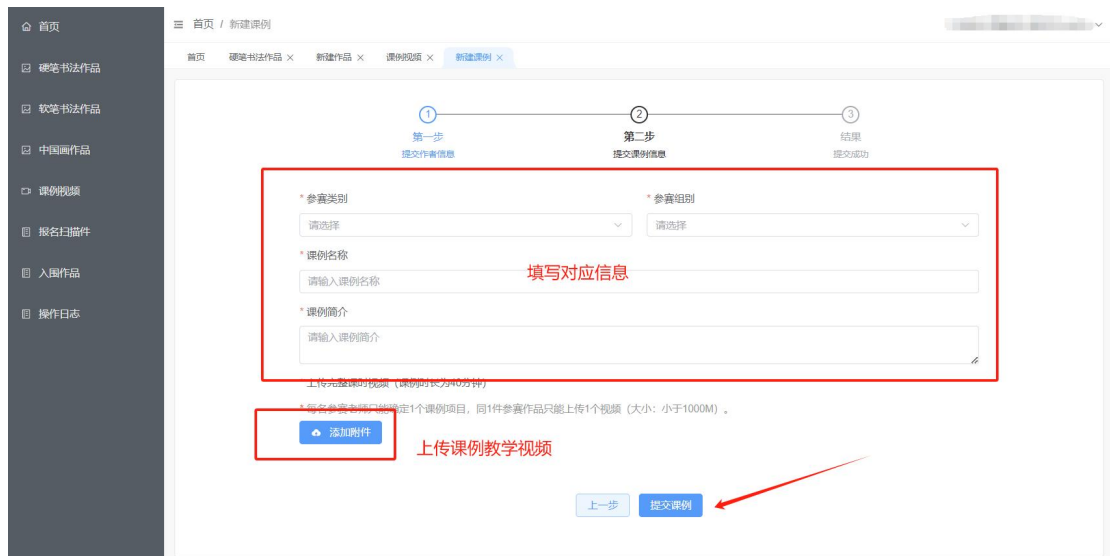 首页
硬笔书法作品
软笔书法作品
中国画作品
课例视频
报名扫描件
入围作品
操作日志
首页 / 新建课例
首页 硬笔书法作品 × 新建作品 × 课例视频 × 新建课例 ×
1 2 3
第一步 第二步 结果
提交作者信息 提交课例信息 提交成功
* 参赛类别 * 参赛组别
请选择 请选择
* 课例名称
请输入课例名称
填写对应信息
* 课例简介
请输入课例简介
上传完整课时视频（课例时长为40分钟）
* 每名参赛老师只能确定1个课例项目，同1件参赛作品只能上传1个视频（大小：小于1000M）。
添加附件
上传课例教学视频
上一步 提交课例